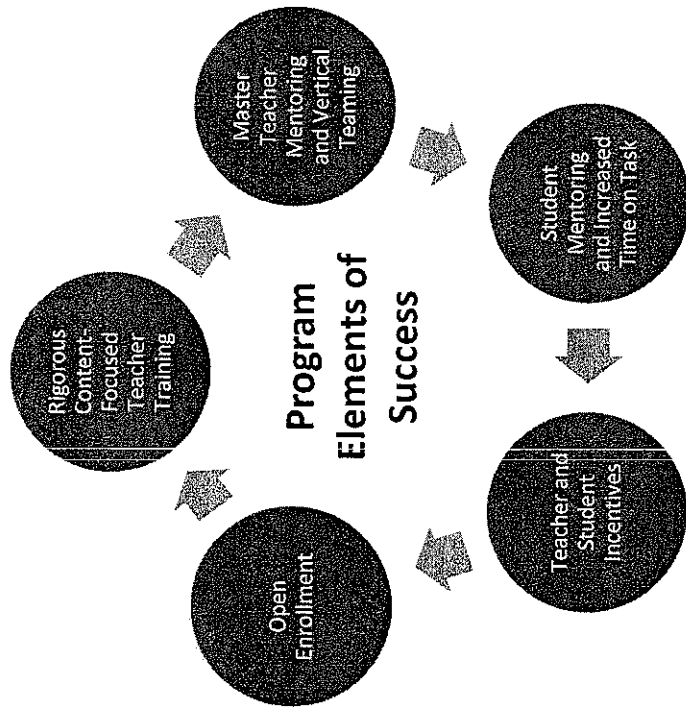 Program
Elements of
Success
Rigorous
Content-
Focused
Teacher
Training
Master
Teacher
Mentoring
and Vertical
Teaming
Student
Mentoring
and Increased
Time on Task
Teacher and
Student
Incentives
Open
Enrollment